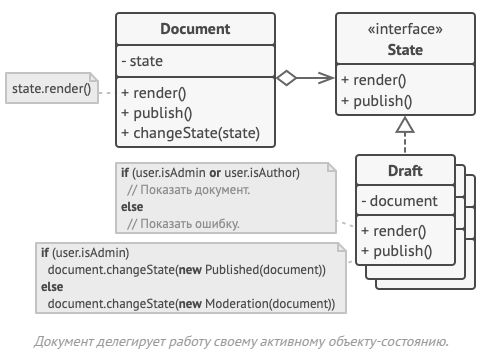 Document
- state
+ render()
+ publish()
+ changeState(state)
«interface»
State
+ render()
+ publish()
state.render()
if (user.isAdmin or user.isAuthor)
// Показать документ.
else
// Показать ошибку.
Draft
- document
+ render()
+ publish()
if (user.isAdmin)
document.changeState(new Published(document))
else
document.changeState(new Moderation(document))
Документ делегирует работу своему активному объекту-состоянию.